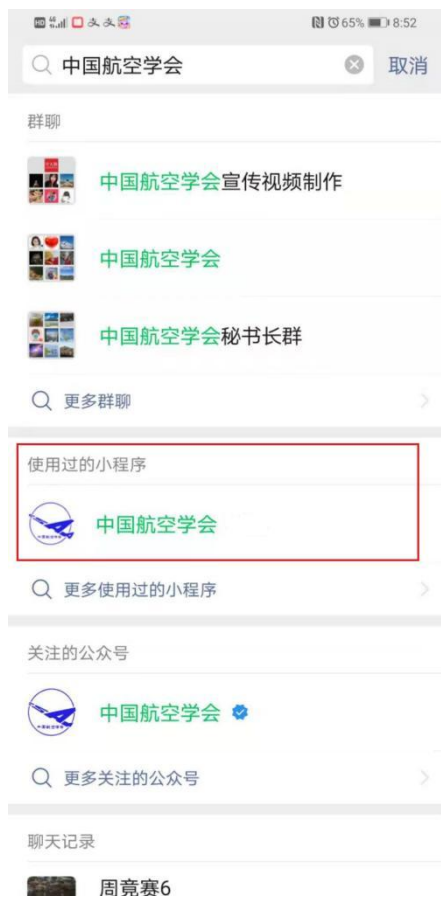 65% 8:52
中国航空学会 取消
群聊
中国航空学会宣传视频制作
中国航空学会
中国航空学会秘书长群
更多群聊
使用过的小程序
中国航空学会
更多使用过的小程序
关注的公众号
中国航空学会
更多关注的公众号
聊天记录
周竟赛6